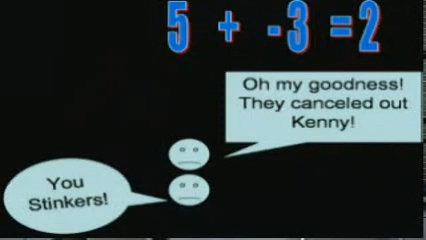 5 + -3 =2
Oh my goodness!
They canceled out
Kenny!
You
Stinkers!